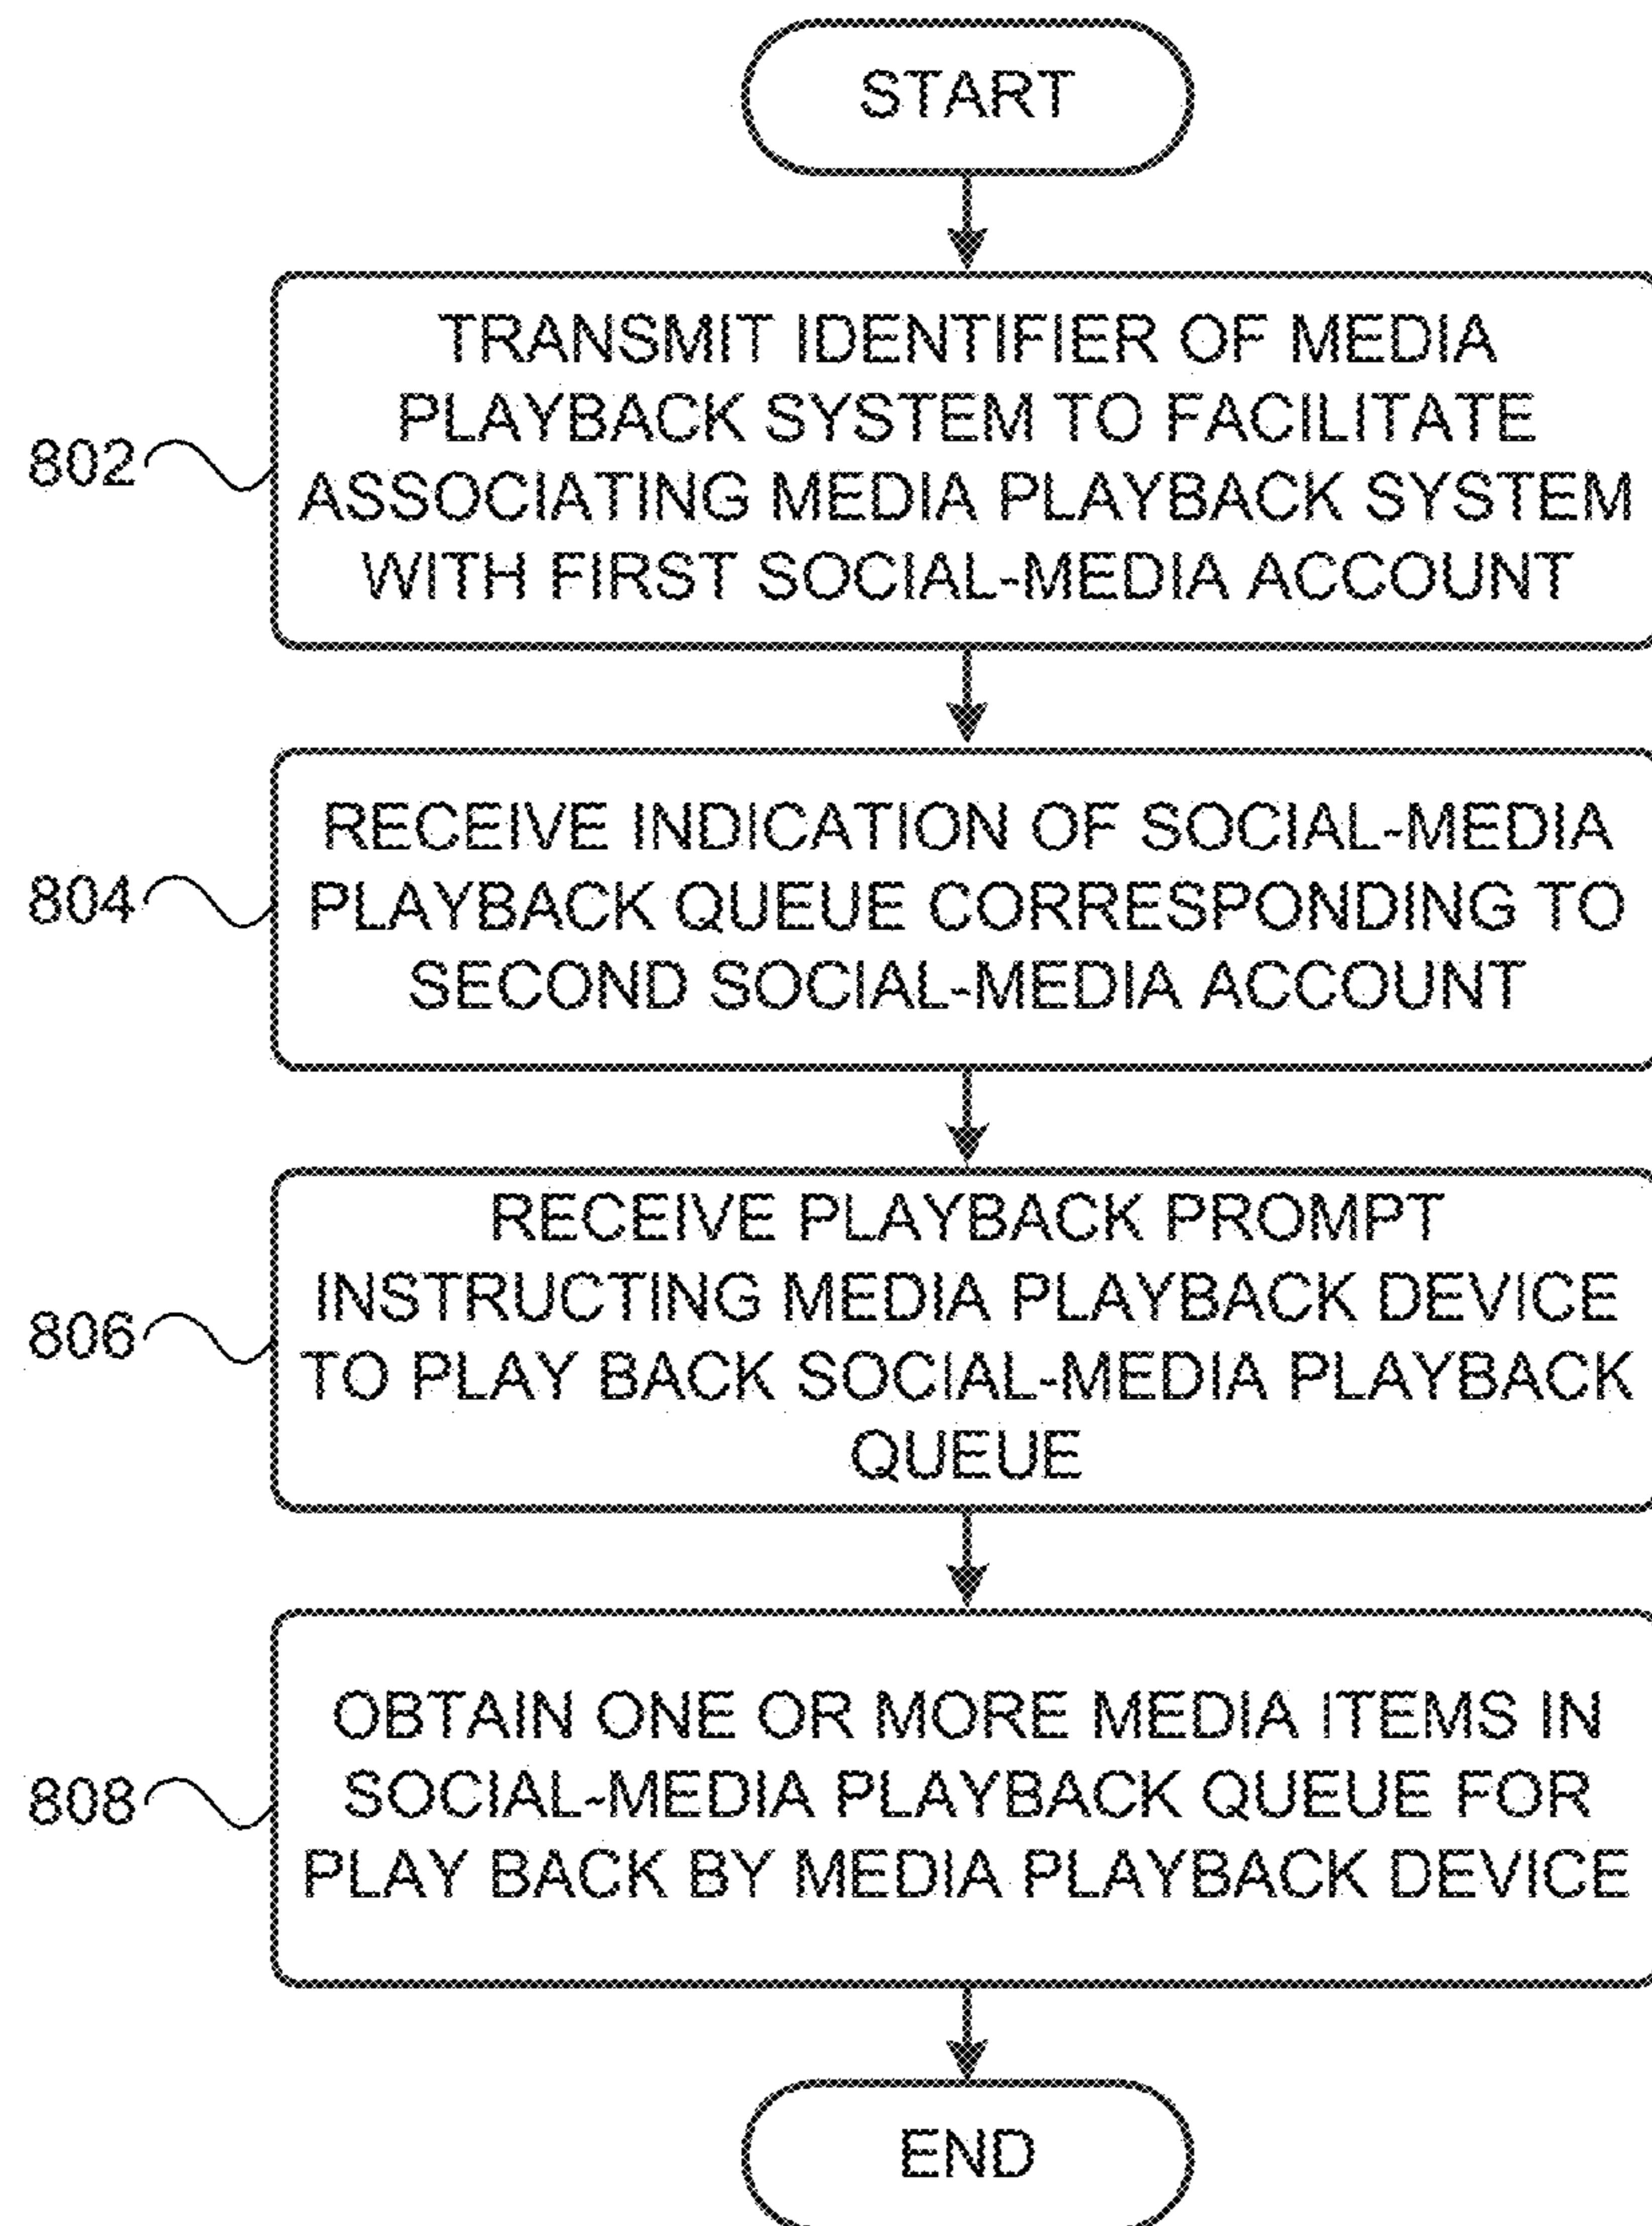 START
TRANSMIT IDENTIFIER OF MEDIA
PLAYBACK SYSTEM TO FACILITATE
ASSOCIATING MEDIA PLAYBACK SYSTEM
WITH FIRST SOCIAL-MEDIA ACCOUNT
802
RECEIVE INDICATION OF SOCIAL-MEDIA
PLAYBACK QUEUE CORRESPONDING TO
SECOND SOCIAL-MEDIA ACCOUNT
804
RECEIVE PLAYBACK PROMPT
INSTRUCTING MEDIA PLAYBACK DEVICE
TO PLAY BACK SOCIAL-MEDIA PLAYBACK
QUEUE
806
OBTAIN ONE OR MORE MEDIA ITEMS IN
SOCIAL-MEDIA PLAYBACK QUEUE FOR
PLAY BACK BY MEDIA PLAYBACK DEVICE
808
END